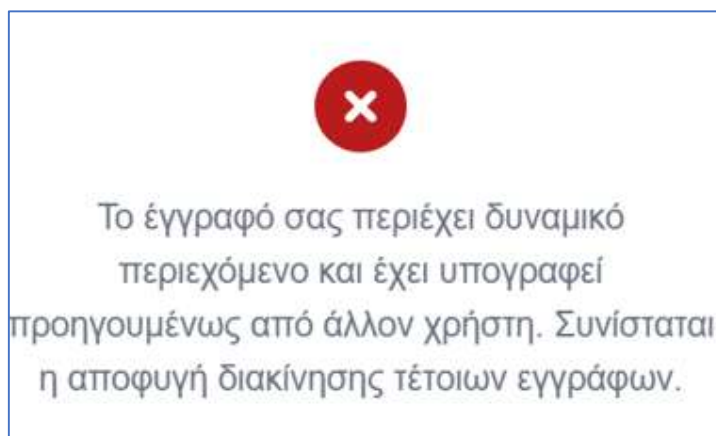 Το έγγραφό σας περιέχει δυναμικό
περιεχόμενο και έχει υπογραφεί
προηγουμένως από άλλον χρήστη. Συνίσταται
η αποφυγή διακίνησης τέτοιων εγγράφων.